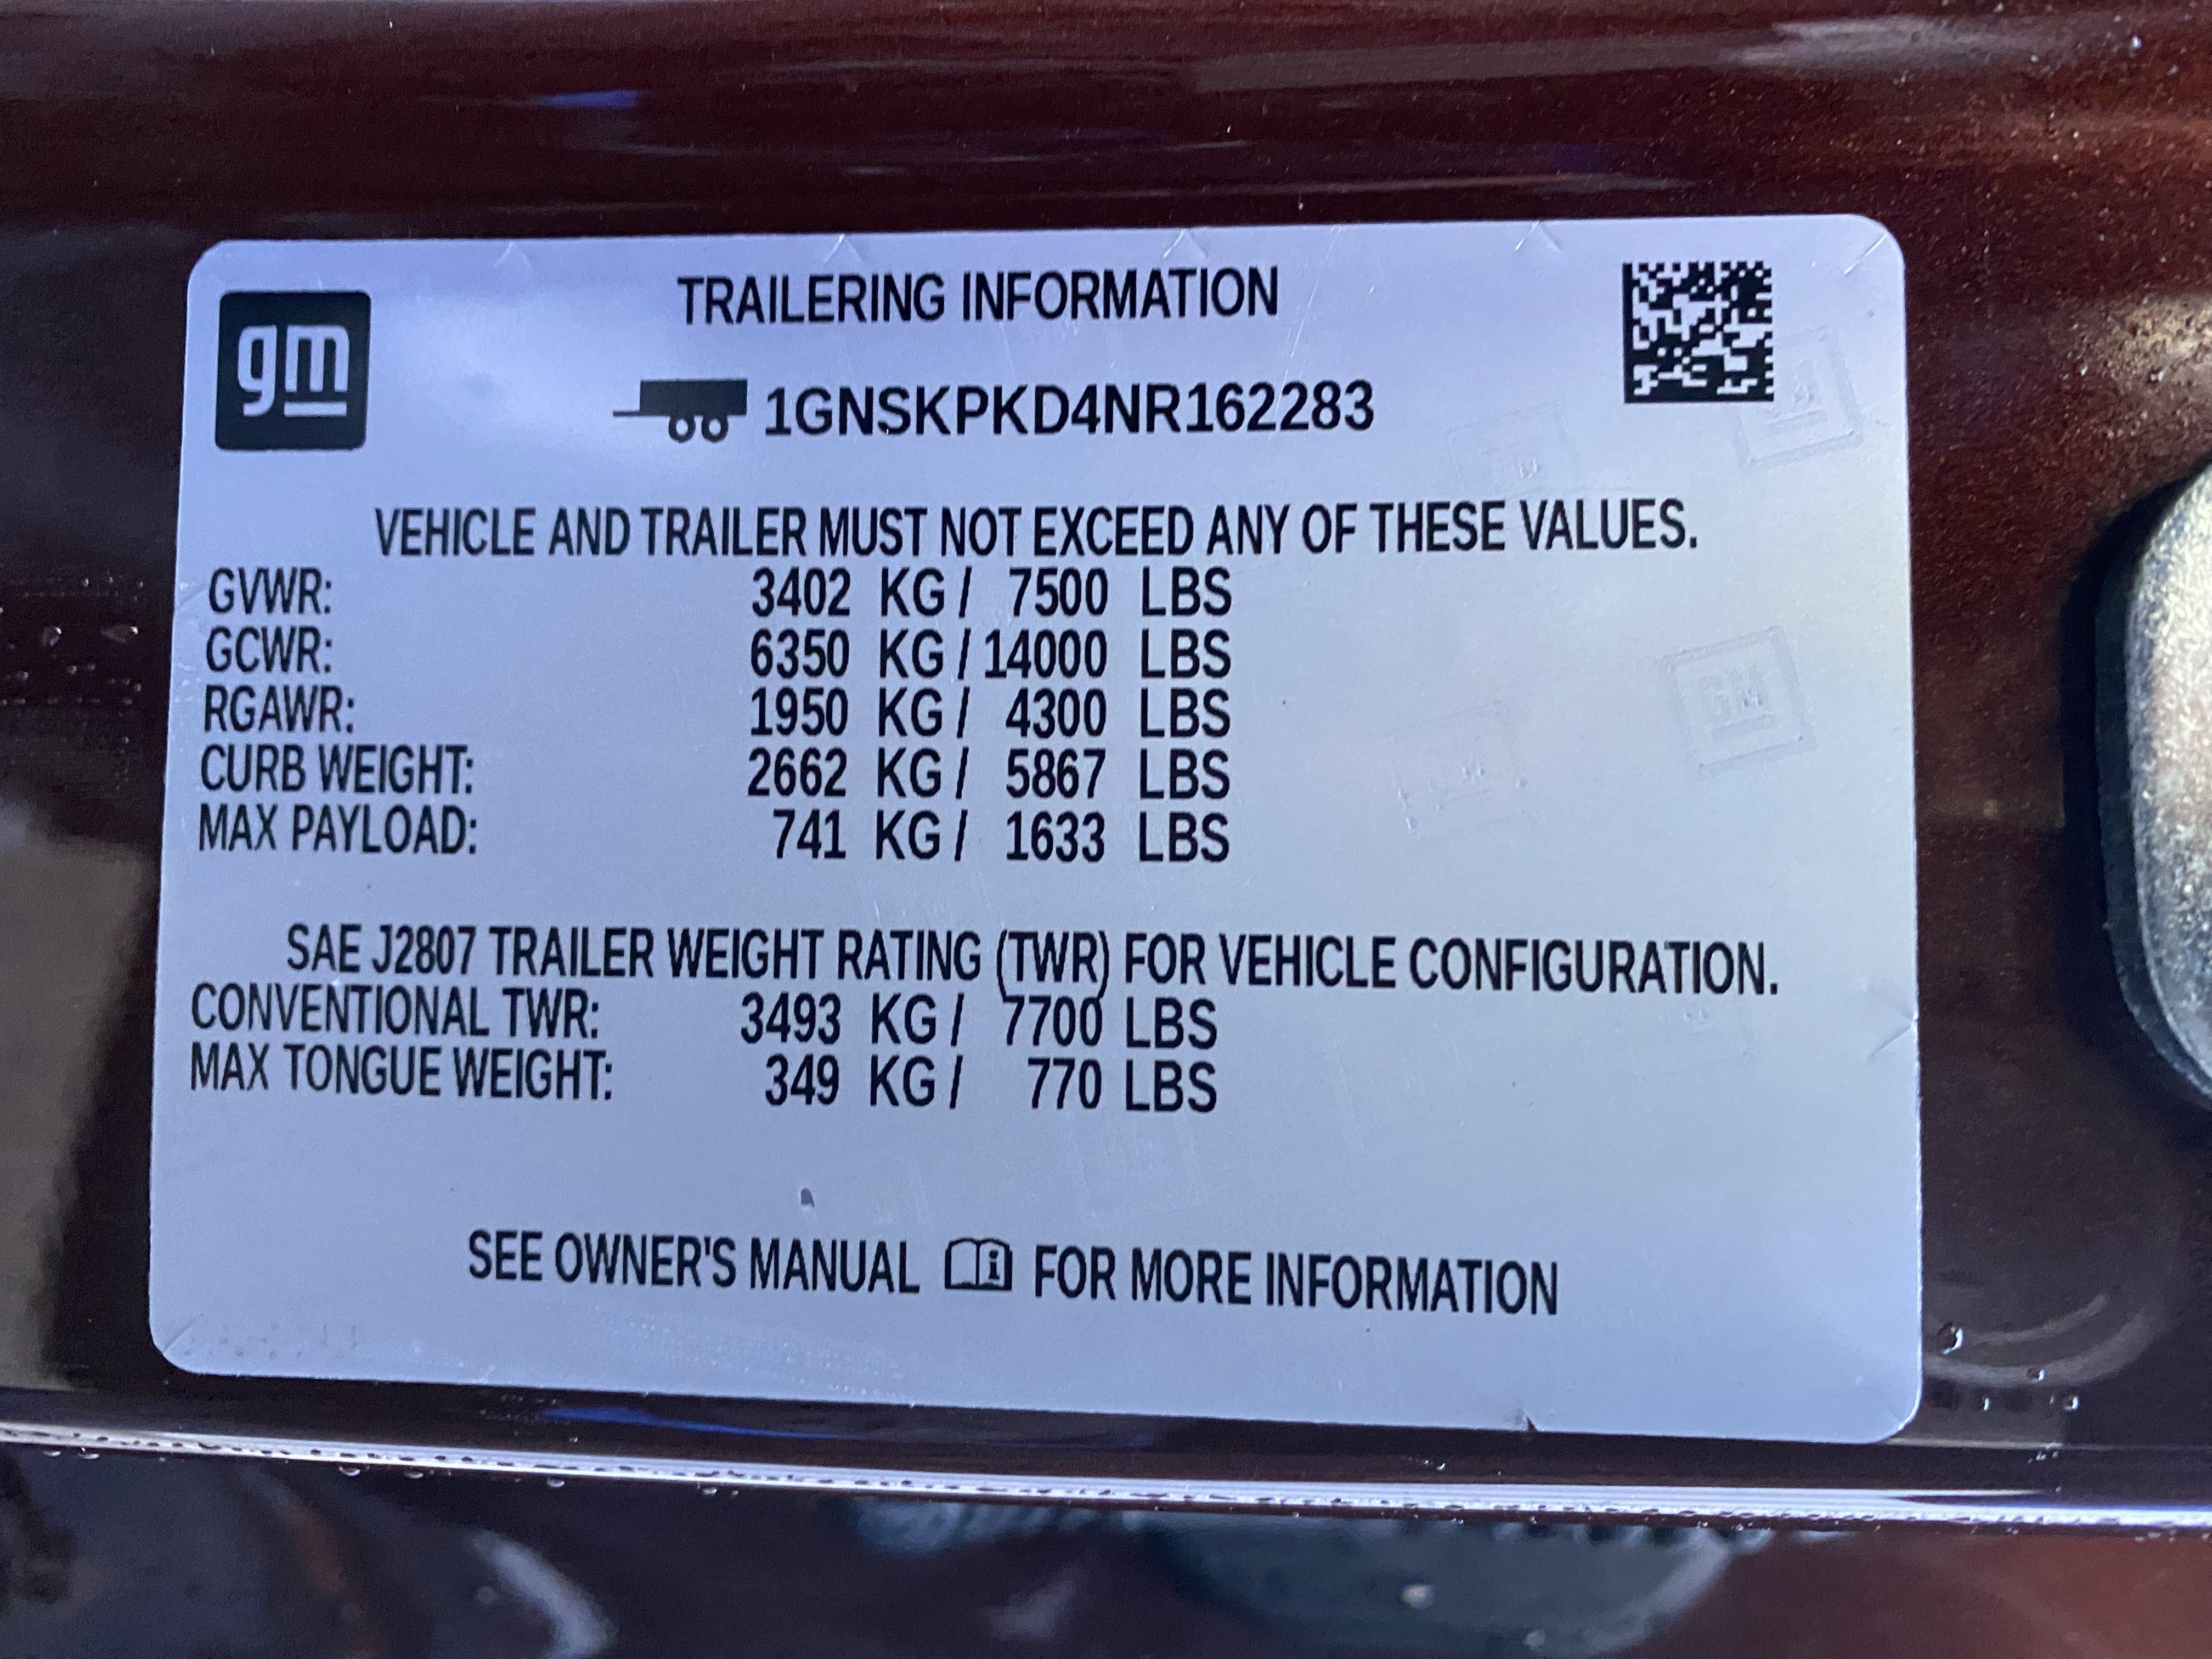 gm
TRAILERING INFORMATION
1GNSKPKD4NR162283
VEHICLE AND TRAILER MUST NOT EXCEED ANY OF THESE VALUES.
GVWR: 3402 KG / 7500 LBS
GCWR: 6350 KG / 14000 LBS
RGAWR: 1950 KG / 4300 LBS
CURB WEIGHT: 2662 KG / 5867 LBS
MAX PAYLOAD: 741 KG / 1633 LBS
SAE J2807 TRAILER WEIGHT RATING (TWR) FOR VEHICLE CONFIGURATION.
CONVENTIONAL TWR: 3493 KG / 7700 LBS
MAX TONGUE WEIGHT: 349 KG / 770 LBS
SEE OWNER'S MANUAL i FOR MORE INFORMATION
GM